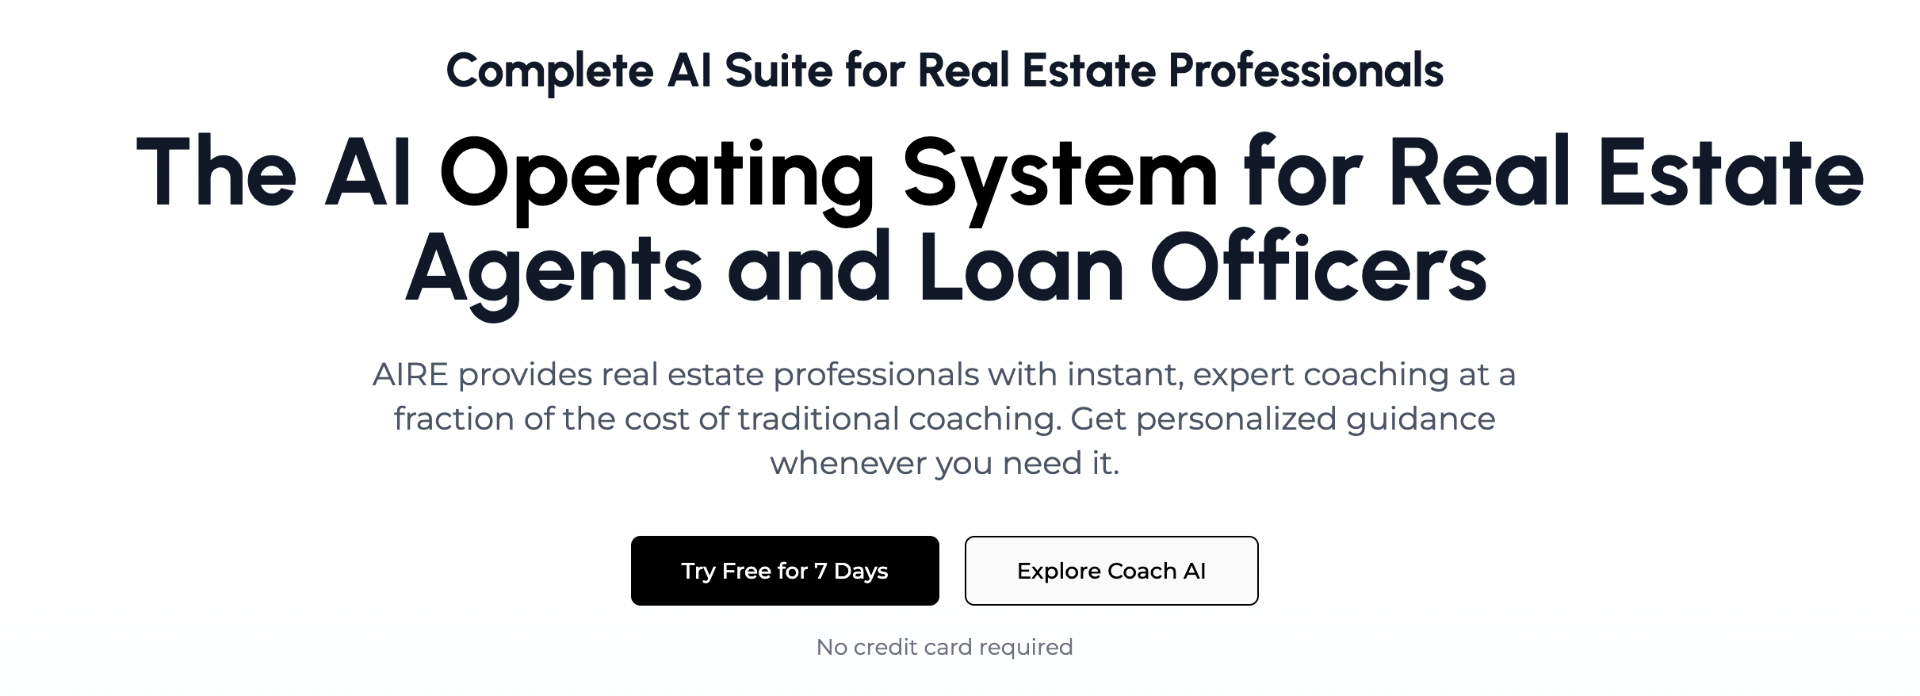 Complete AI Suite for Real Estate Professionals
The AI Operating System for Real Estate
Agents and Loan Officers
AIRE provides real estate professionals with instant, expert coaching at a
fraction of the cost of traditional coaching. Get personalized guidance
whenever you need it.
Try Free for 7 Days
Explore Coach AI
No credit card required